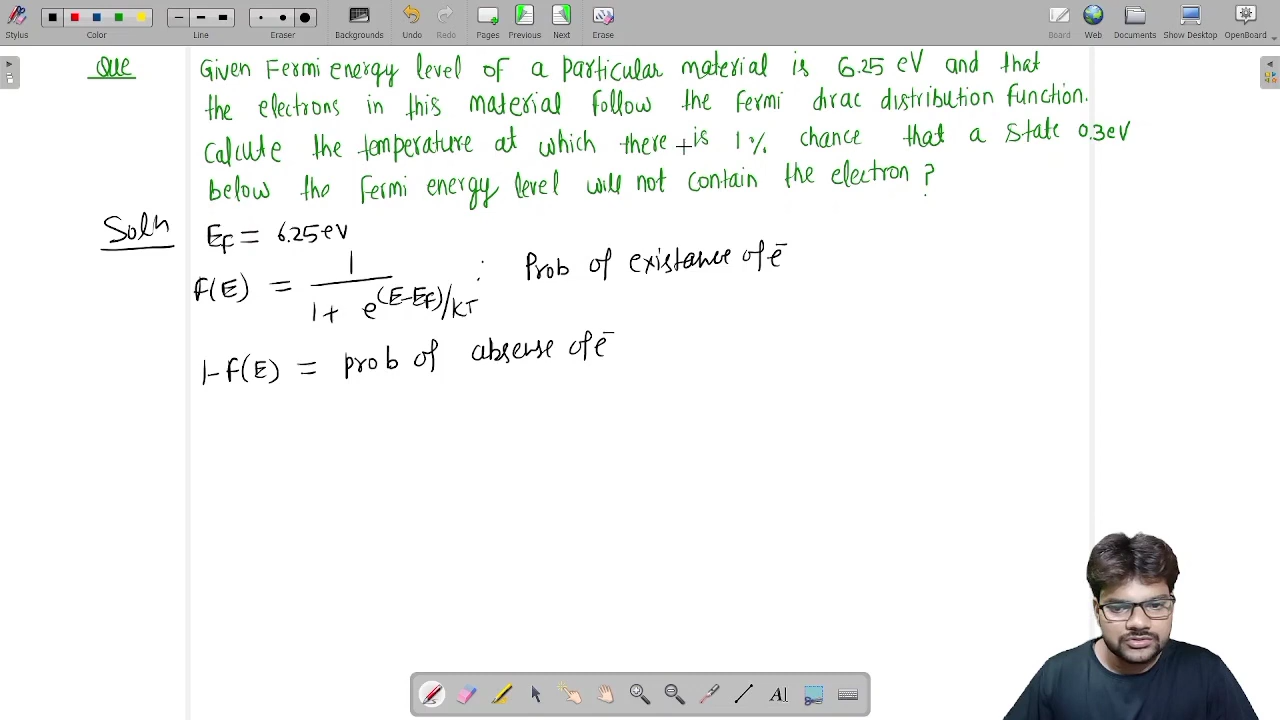 Stylus Color Line Eraser Backgrounds Undo Redo Pages Previous Next Erase Board Web Documents Show Desktop OpenBoard
Que Given Fermi energy level of a particular material is 6.25 eV and that
the electrons in this material follow the fermi dirac distribution function.
Calcute the temperature at which there is 1% chance that a state 0.3eV
below the fermi energy level will not contain the electron ?
Soln EF = 6.25eV
f(E) = 1 / 1+ e^(E-EF)/KT : Prob of existance of e⁻
1-f(E) = prob of absense of e⁻